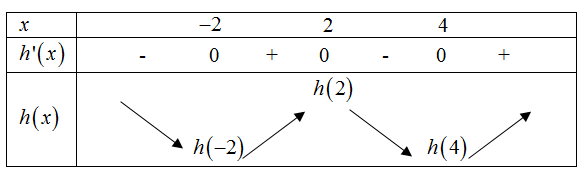 x −2 2 4
h'(x) - 0 + 0 - 0 +
h(2)
h(x)
h(−2) h(4)